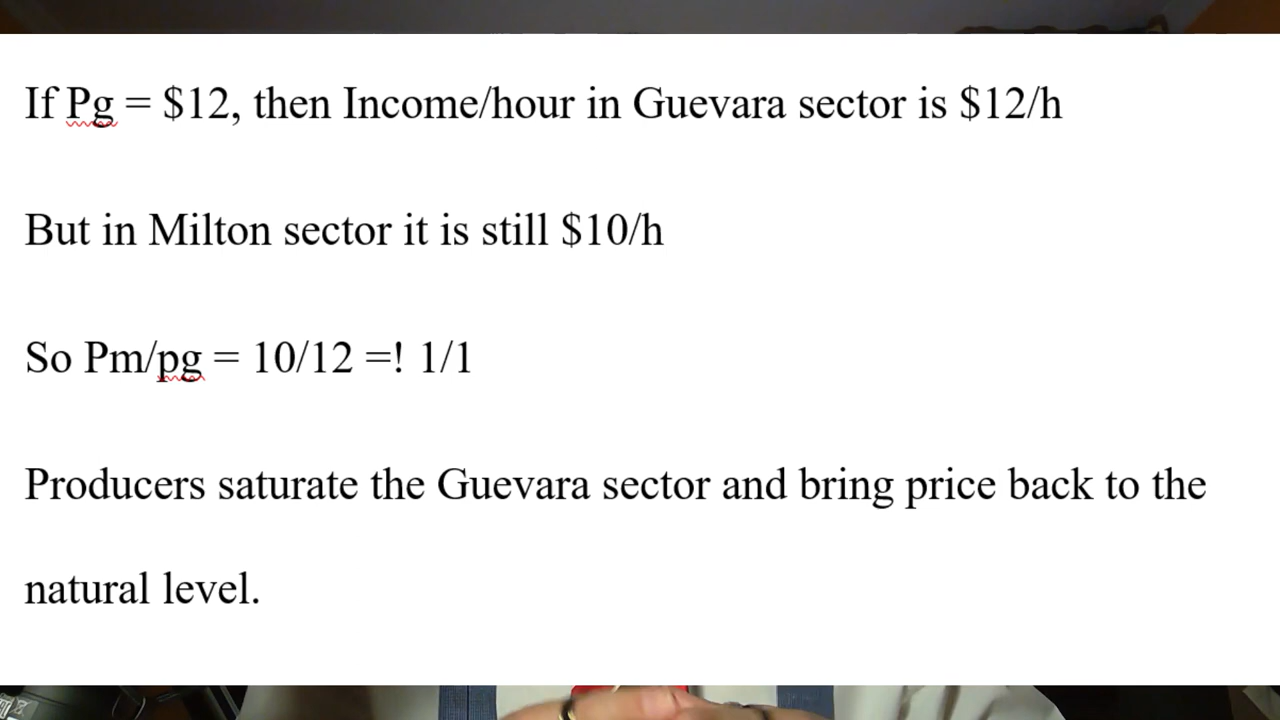 If Pg = $12, then Income/hour in Guevara sector is $12/h
But in Milton sector it is still $10/h
So Pm/pg = 10/12 =! 1/1
Producers saturate the Guevara sector and bring price back to the
natural level.